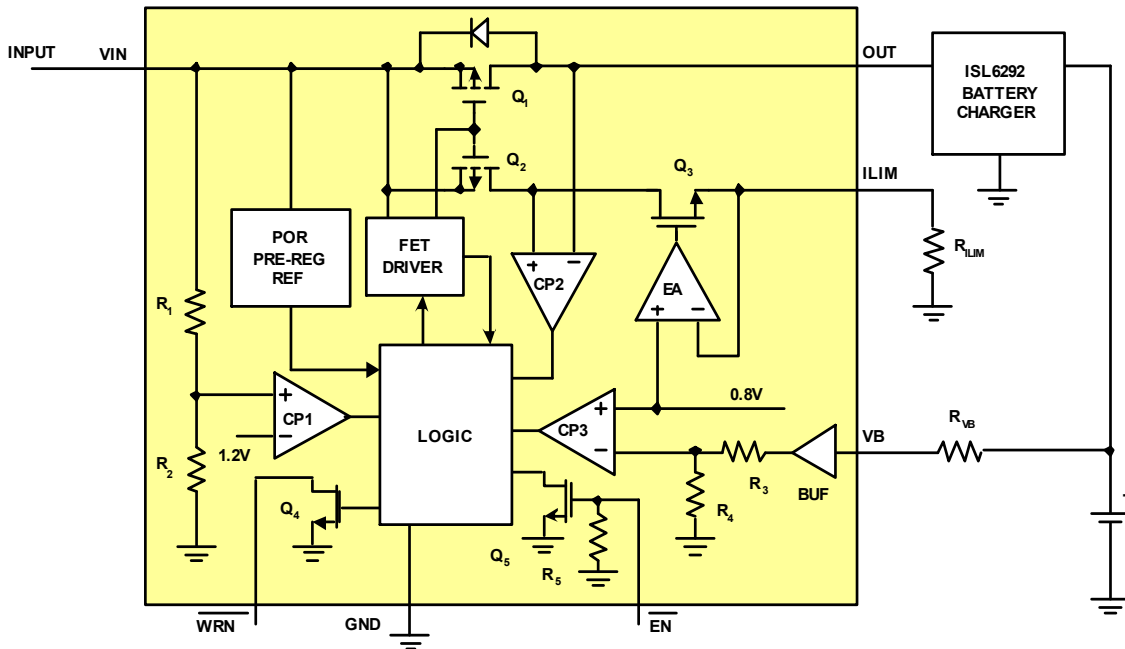 INPUT
VIN
OUT
ISL6292
BATTERY
CHARGER
Q1
Q2
Q3
ILIM
RILIM
POR
PRE-REG
REF
FET
DRIVER
+
−
CP2
EA
+
−
R1
+
CP1
−
1.2V
LOGIC
+
CP3
−
0.8V
VB
RVB
R2
R3
BUF
R4
Q4
Q5
R5
WRN
GND
EN